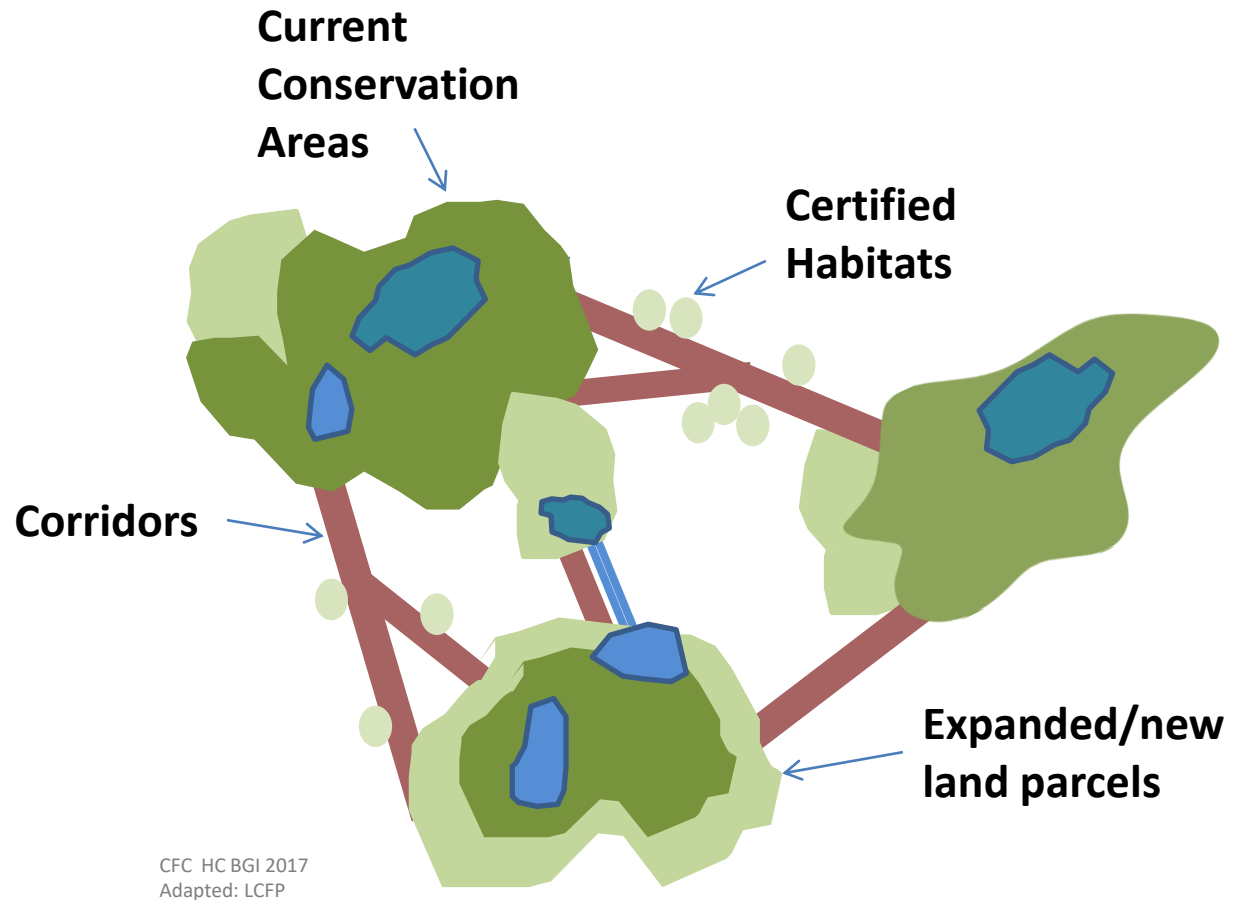 Current
Conservation
Areas
Certified
Habitats
Corridors
Expanded/new
land parcels
CFC HC BGI 2017
Adapted: LCFP